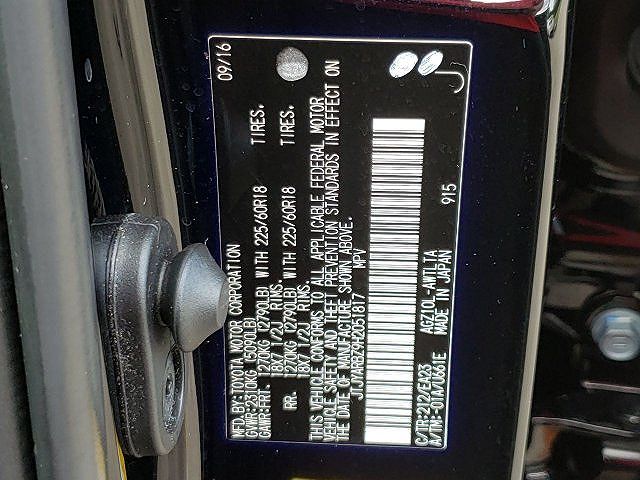 MFD.BY: TOYOTA MOTOR CORPORATION 09/16
GVWR:2310KG (5090LB)
GAWR:FRT. 1270KG (2790LB) WITH 225/60R18 TIRES.
18X7 1/2J RIMS.
RR. 1270KG (2790LB) WITH 225/60R18 TIRES.
18X7 1/2J RIMS.
THIS VEHICLE CONFORMS TO ALL APPLICABLE FEDERAL MOTOR
VEHICLE SAFETY AND THEFT PREVENTION STANDARDS IN EFFECT ON
THE DATE OF MANUFACTURE SHOWN ABOVE.
JTJYARBZXH2051817 MPV
C/TR:212/EA23 AGZ10L-AWTLTA 915
A/TM:-01A/U661E MADE IN JAPAN J